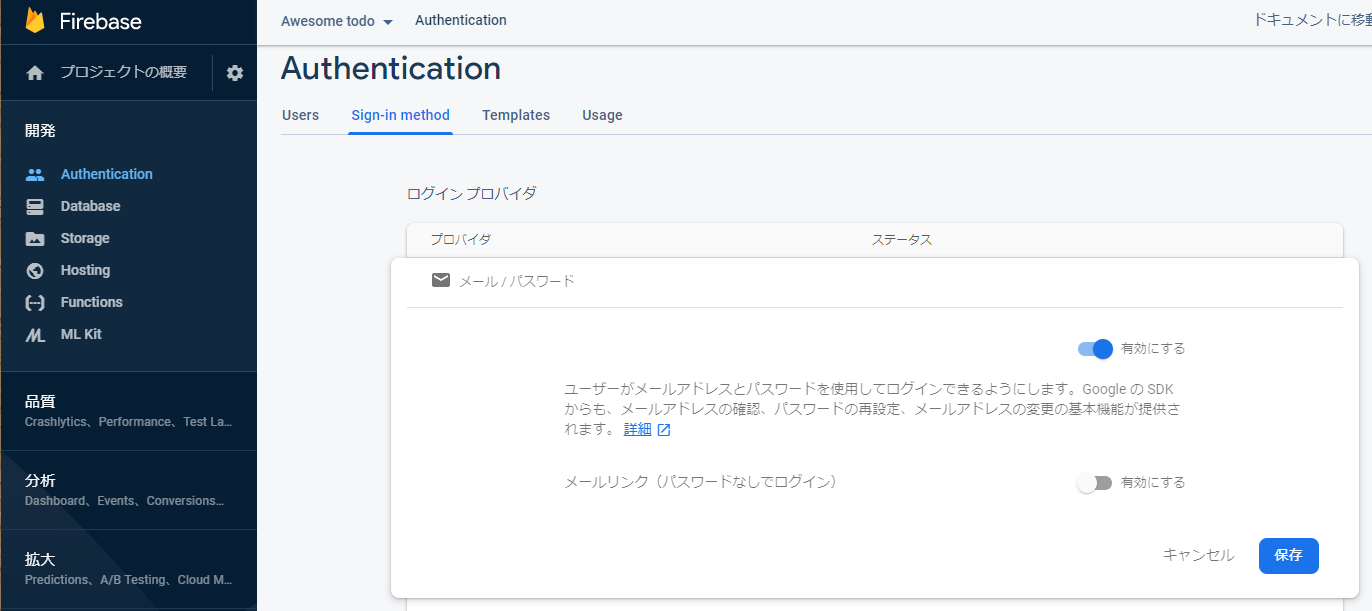 Firebase
プロジェクトの概要
開発
Authentication
Database
Storage
Hosting
Functions
ML Kit
品質
Crashlytics、Performance、Test La…
分析
Dashboard、Events、Conversions…
拡大
Predictions、A/B Testing、Cloud M…
Awesome todo
Authentication
ドキュメントに移動
Authentication
Users
Sign-in method
Templates
Usage
ログイン プロバイダ
プロバイダ
ステータス
メール / パスワード
有効にする
ユーザーがメールアドレスとパスワードを使用してログインできるようにします。Google の SDK
からも、メールアドレスの確認、パスワードの再設定、メールアドレスの変更の基本機能が提供さ
れます。 詳細
メールリンク（パスワードなしでログイン）
有効にする
キャンセル
保存